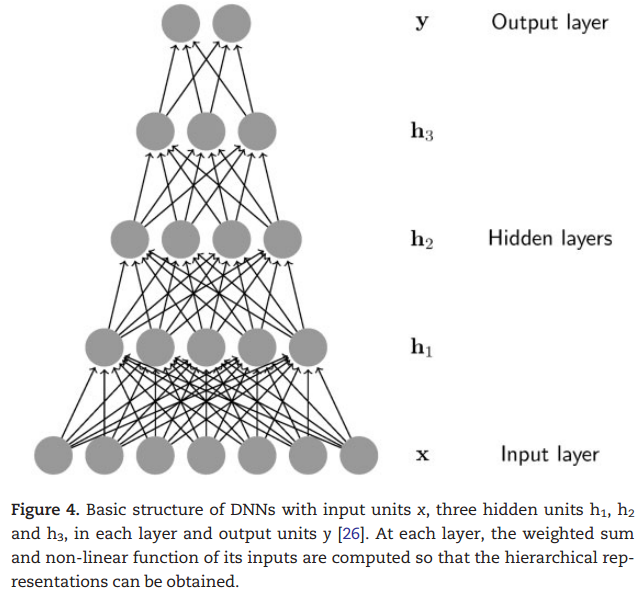 y Output layer
h₃
h₂ Hidden layers
h₁
x Input layer
Figure 4. Basic structure of DNNs with input units x, three hidden units h₁, h₂
and h₃, in each layer and output units y [26]. At each layer, the weighted sum
and non-linear function of its inputs are computed so that the hierarchical rep-
resentations can be obtained.